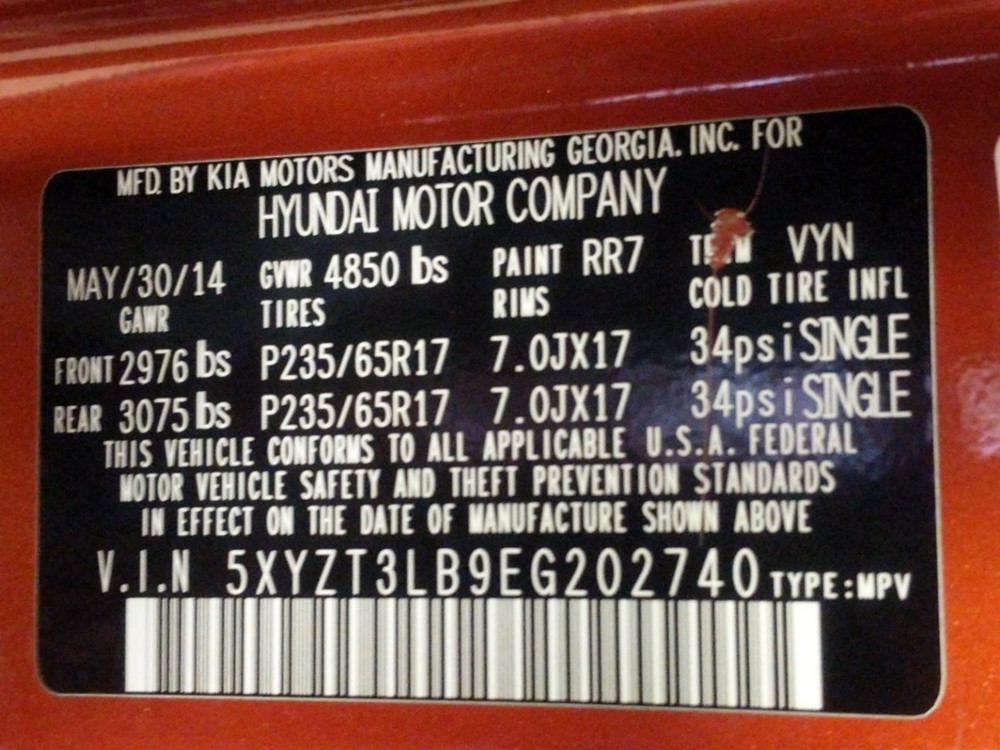 MFD. BY KIA MOTORS MANUFACTURING GEORGIA. INC. FOR
HYUNDAI MOTOR COMPANY
MAY/30/14 GVWR 4850 lbs PAINT RR7 TRIM VYN
GAWR TIRES RIMS COLD TIRE INFL
FRONT 2976 lbs P235/65R17 7.0JX17 34psi SINGLE
REAR 3075 lbs P235/65R17 7.0JX17 34psi SINGLE
THIS VEHICLE CONFORMS TO ALL APPLICABLE U.S.A. FEDERAL
MOTOR VEHICLE SAFETY AND THEFT PREVENTION STANDARDS
IN EFFECT ON THE DATE OF MANUFACTURE SHOWN ABOVE
V.I.N 5XYZT3LB9EG202740 TYPE:MPV